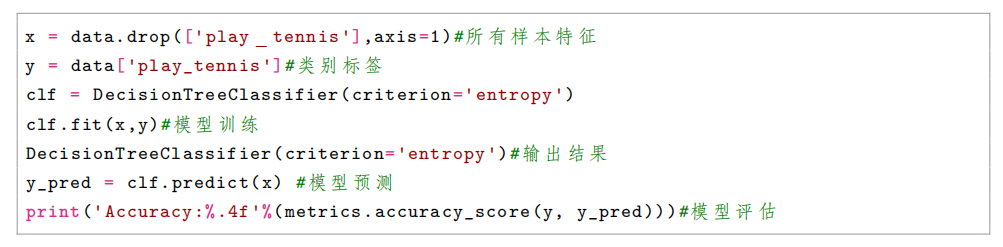 x = data.drop(['play _ tennis'],axis=1)#所有样本特征
y = data['play_tennis']#类别标签
clf = DecisionTreeClassifier(criterion='entropy')
clf.fit(x,y)#模型训练
DecisionTreeClassifier(criterion='entropy')#输出结果
y_pred = clf.predict(x) #模型预测
print('Accuracy:%.4f'%(metrics.accuracy_score(y, y_pred)))#模型评估